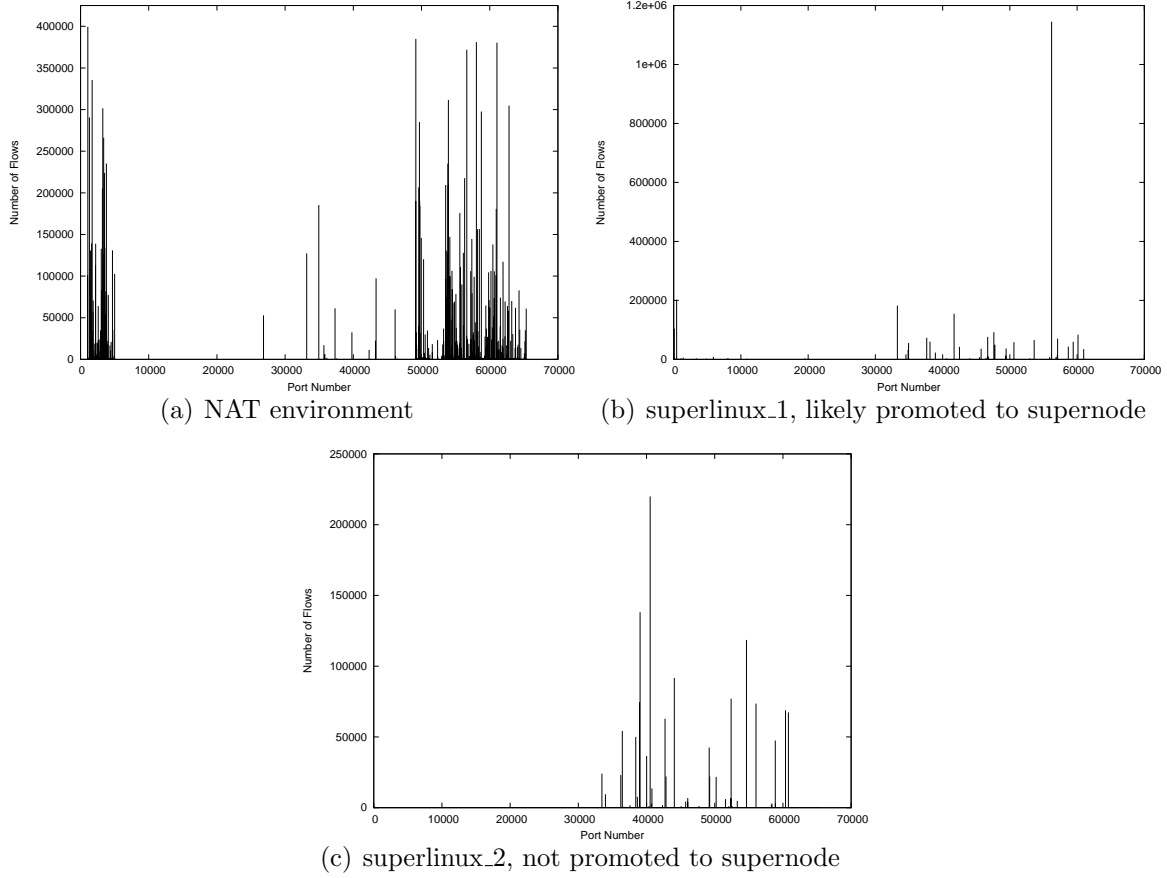 400000
350000
300000
250000
200000
150000
100000
50000
0
Number of Flows
0 10000 20000 30000 40000 50000 60000 70000
Port Number
(a) NAT environment
1.2e+06
1e+06
800000
600000
400000
200000
0
Number of Flows
0 10000 20000 30000 40000 50000 60000 70000
Port Number
(b) superlinux_1, likely promoted to supernode
250000
200000
150000
100000
50000
0
Number of Flows
0 10000 20000 30000 40000 50000 60000 70000
Port Number
(c) superlinux_2, not promoted to supernode